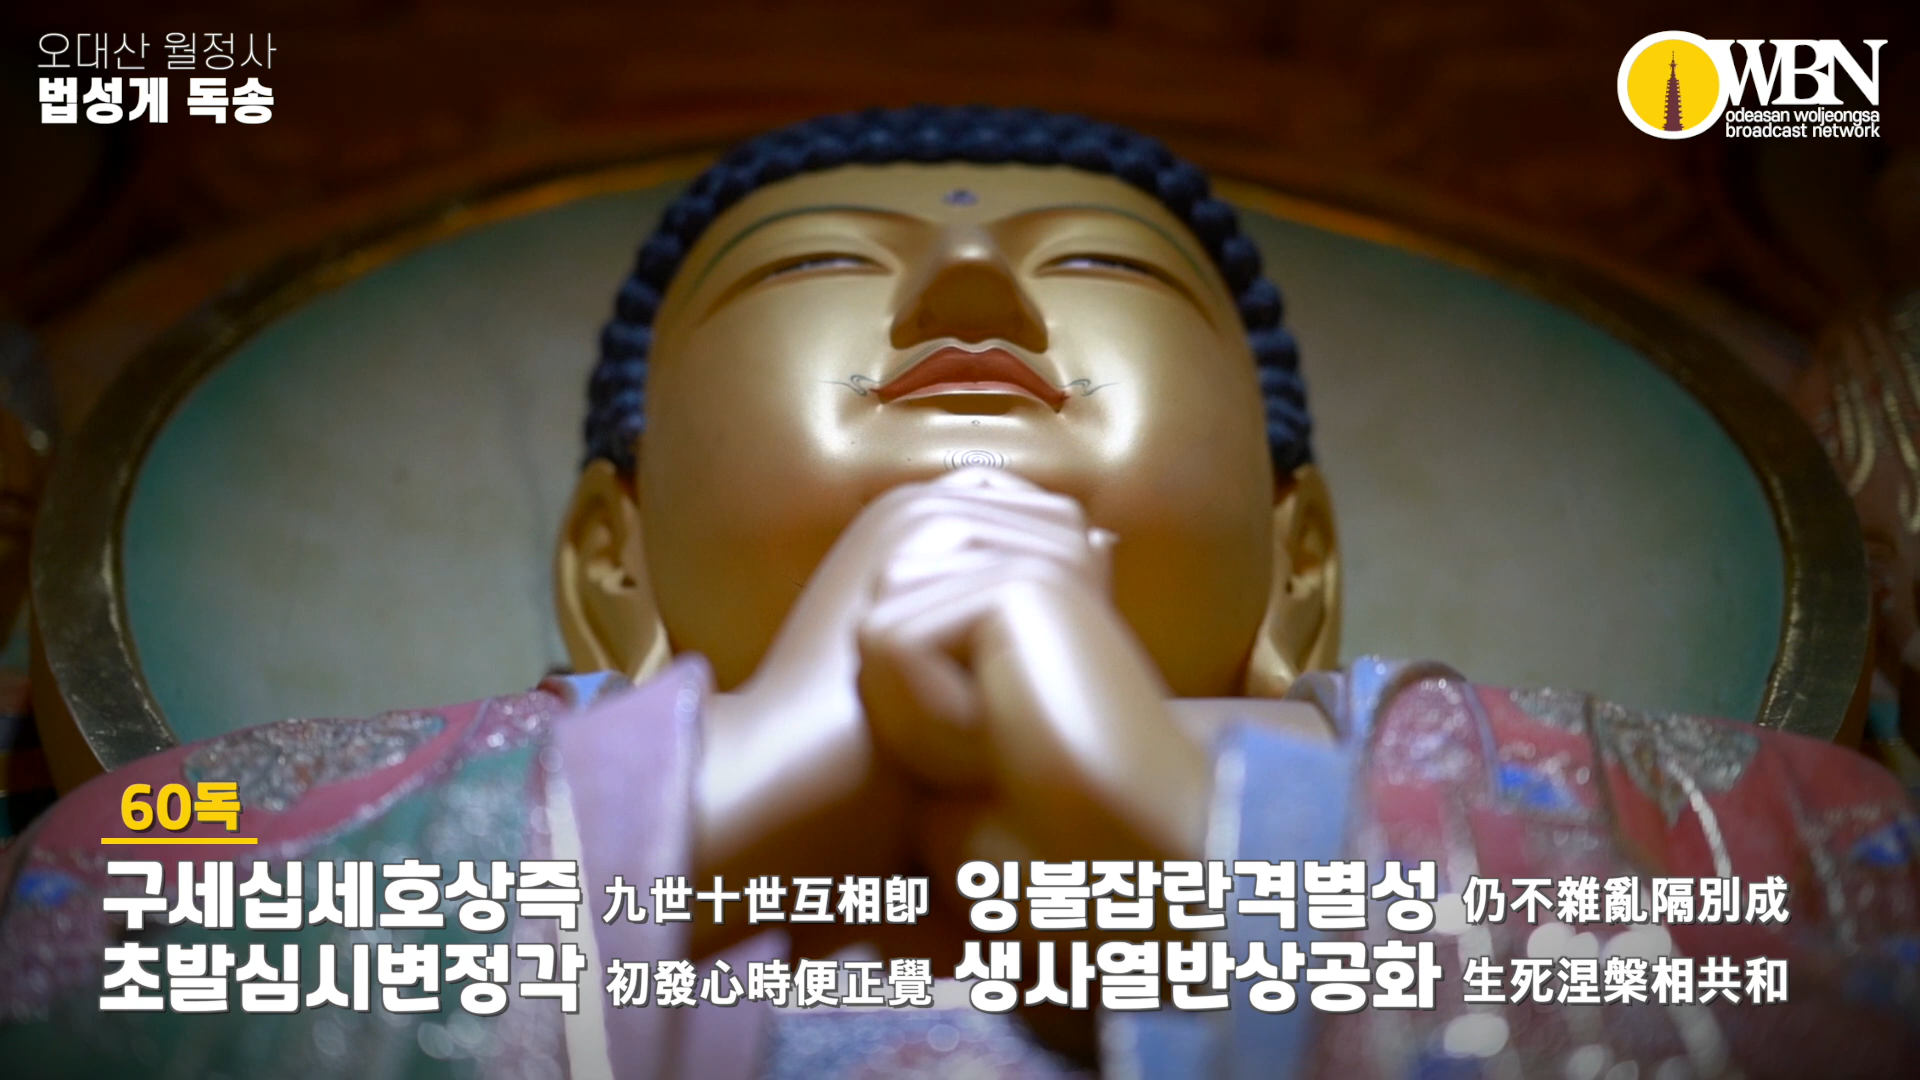 오대산 월정사
법성게 독송
WBN
odeasan woljeongsa
broadcast network
60독
구세십세호상즉 九世十世互相卽 잉불잡란격별성 仍不雜亂隔別成
초발심시변정각 初發心時便正覺 생사열반상공화 生死涅槃相共和